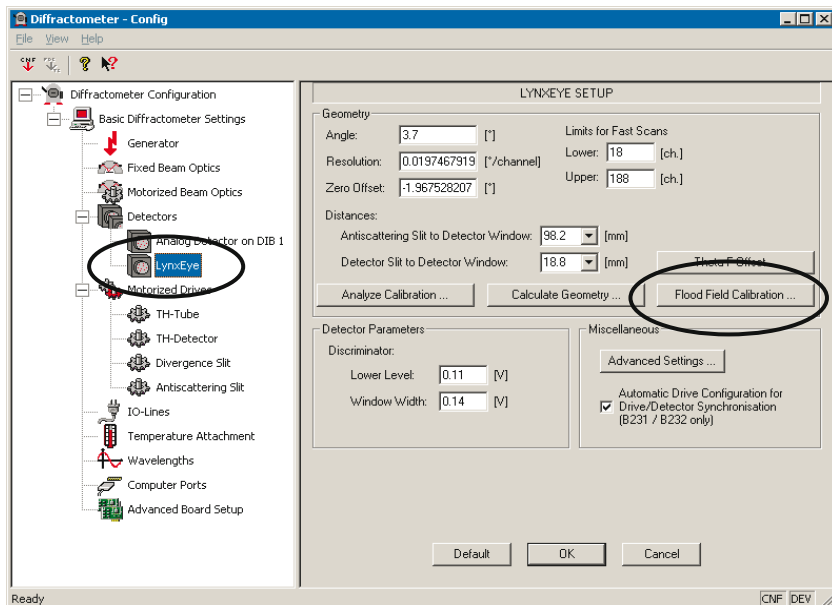 Diffractometer - Config
File View Help
CNF
Diffractometer Configuration
Basic Diffractometer Settings
Generator
Fixed Beam Optics
Motorized Beam Optics
Detectors
Analog Detector on DIB 1
LynxEye
Motorized Drives
TH-Tube
TH-Detector
Divergence Slit
Antiscattering Slit
IO-Lines
Temperature Attachment
Wavelengths
Computer Ports
Advanced Board Setup
LYNXEYE SETUP
Geometry
Angle: 3.7 [°]
Resolution: 0.0197467919 [°/channel]
Zero Offset: -1.967528207 [°]
Limits for Fast Scans
Lower: 18 [ch.]
Upper: 188 [ch.]
Distances:
Antiscattering Slit to Detector Window: 98.2 [mm]
Detector Slit to Detector Window: 18.8 [mm]
Theta F Offset ...
Analyze Calibration ... Calculate Geometry ... Flood Field Calibration ...
Detector Parameters
Discriminator:
Lower Level: 0.11 [V]
Window Width: 0.14 [V]
Miscellaneous
Advanced Settings ...
Automatic Drive Configuration for
Drive/Detector Synchronisation
(B231 / B232 only)
Default OK Cancel
Ready CNF DEV